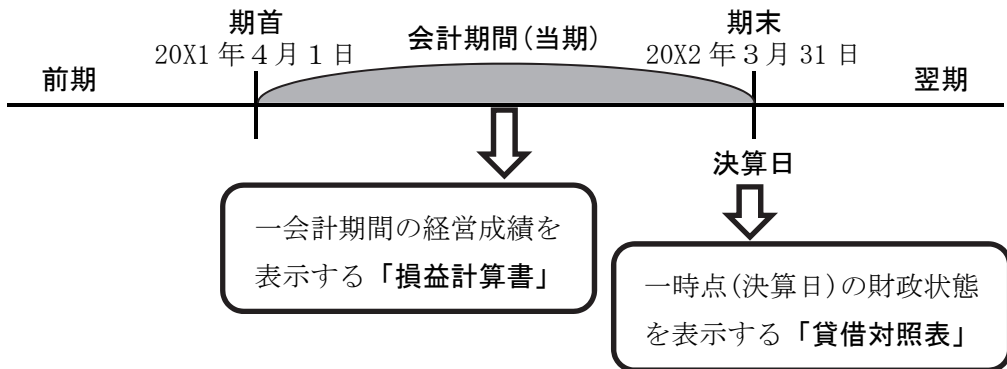 期首
20X1年４月１日
会計期間(当期)
期末
20X2年３月31日
前期
翌期
決算日
一会計期間の経営成績を
表示する「損益計算書」
一時点(決算日)の財政状態
を表示する「貸借対照表」